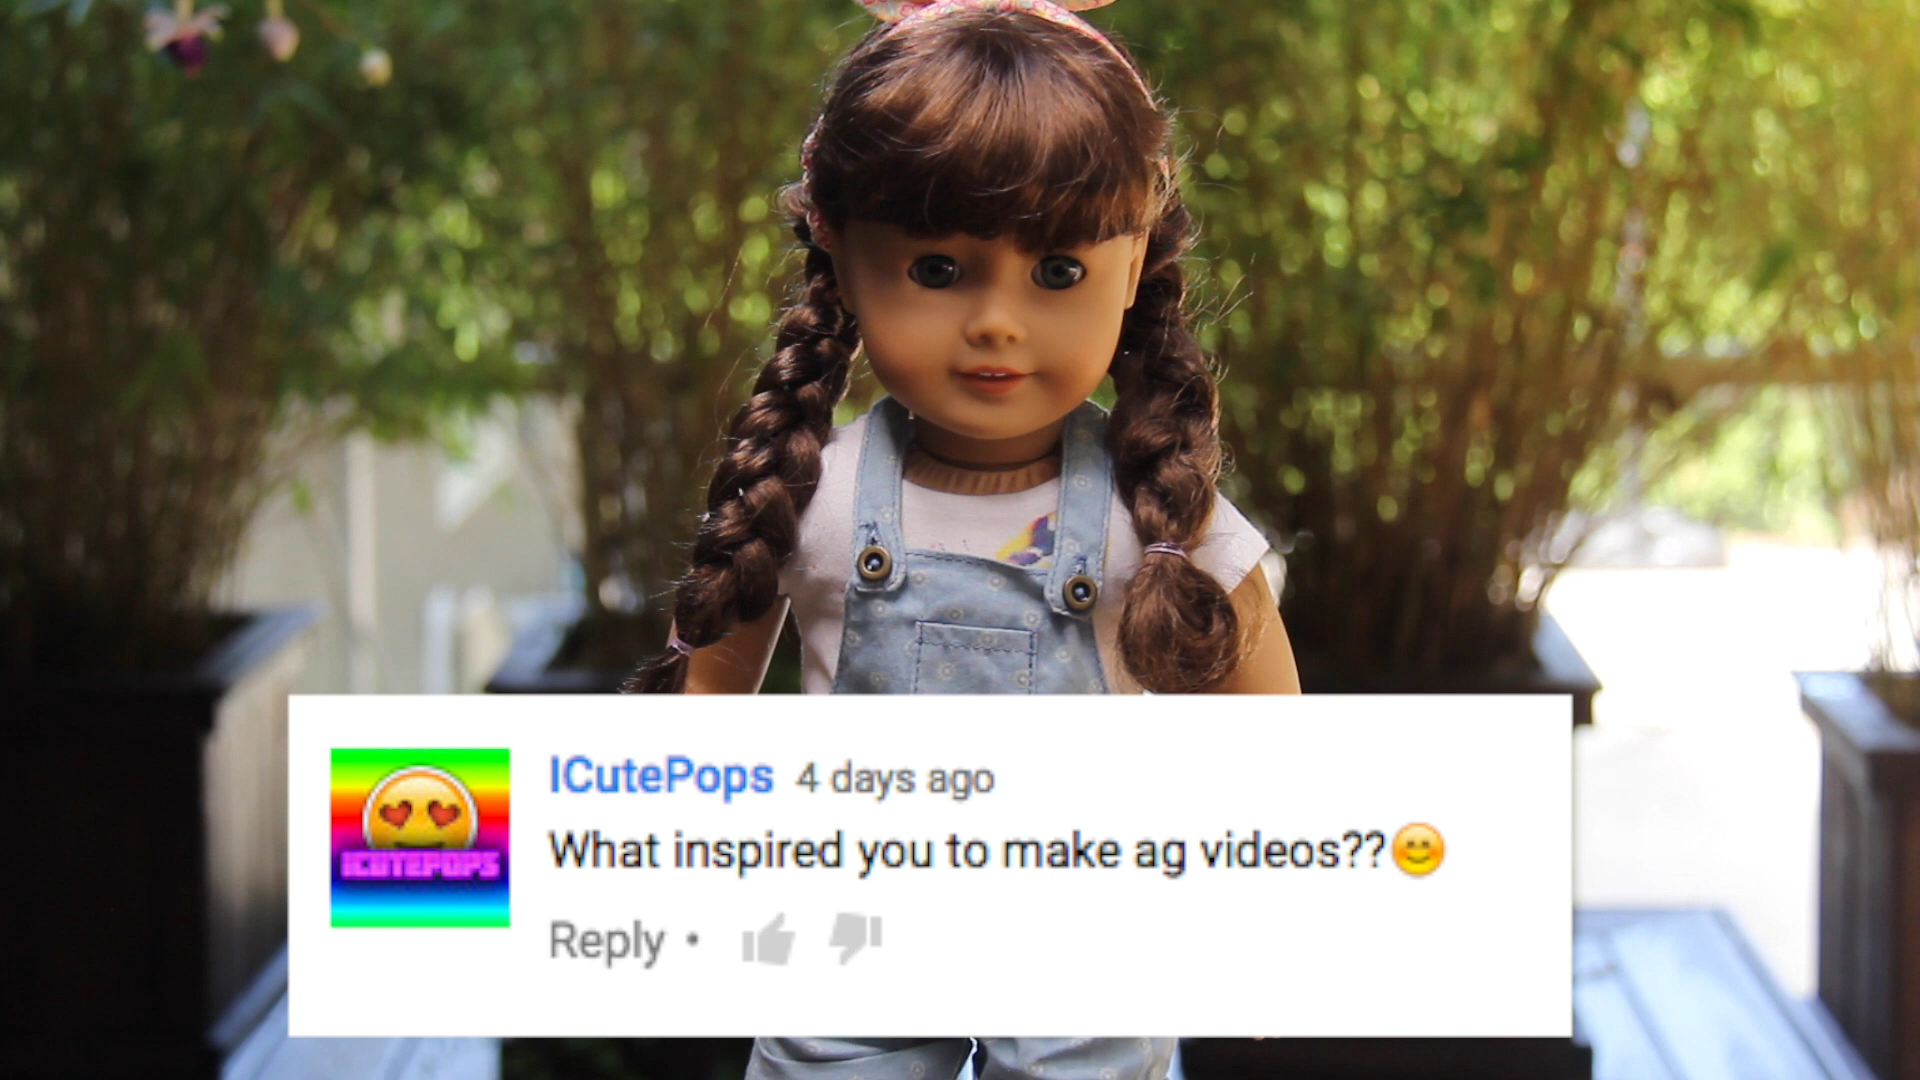 ICutePops 4 days ago
What inspired you to make ag videos??😊
ICUTEPOPS
Reply •